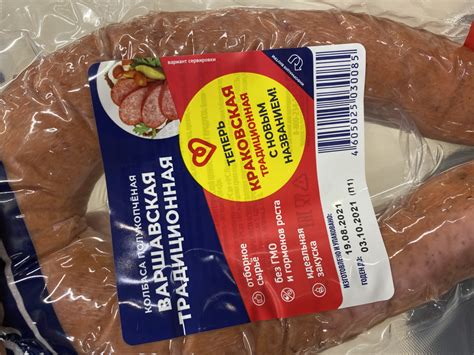 вариант сервировки
КОЛБАСА ПОЛУКОПЧЁНАЯ
ВАРШАВСКАЯ
ТРАДИЦИОННАЯ
ТЕПЕРЬ
КРАКОВСКАЯ
ТРАДИЦИОННАЯ
С НОВЫМ
НАЗВАНИЕМ!
отборное
сырьё
без ГМО
и гормонов роста
идеальная
закуска
4605025030085
ИЗГОТОВЛЕНО И УПАКОВАНО:
19.08.2021
ГОДЕН ДО:
03.10.2021 (П1)